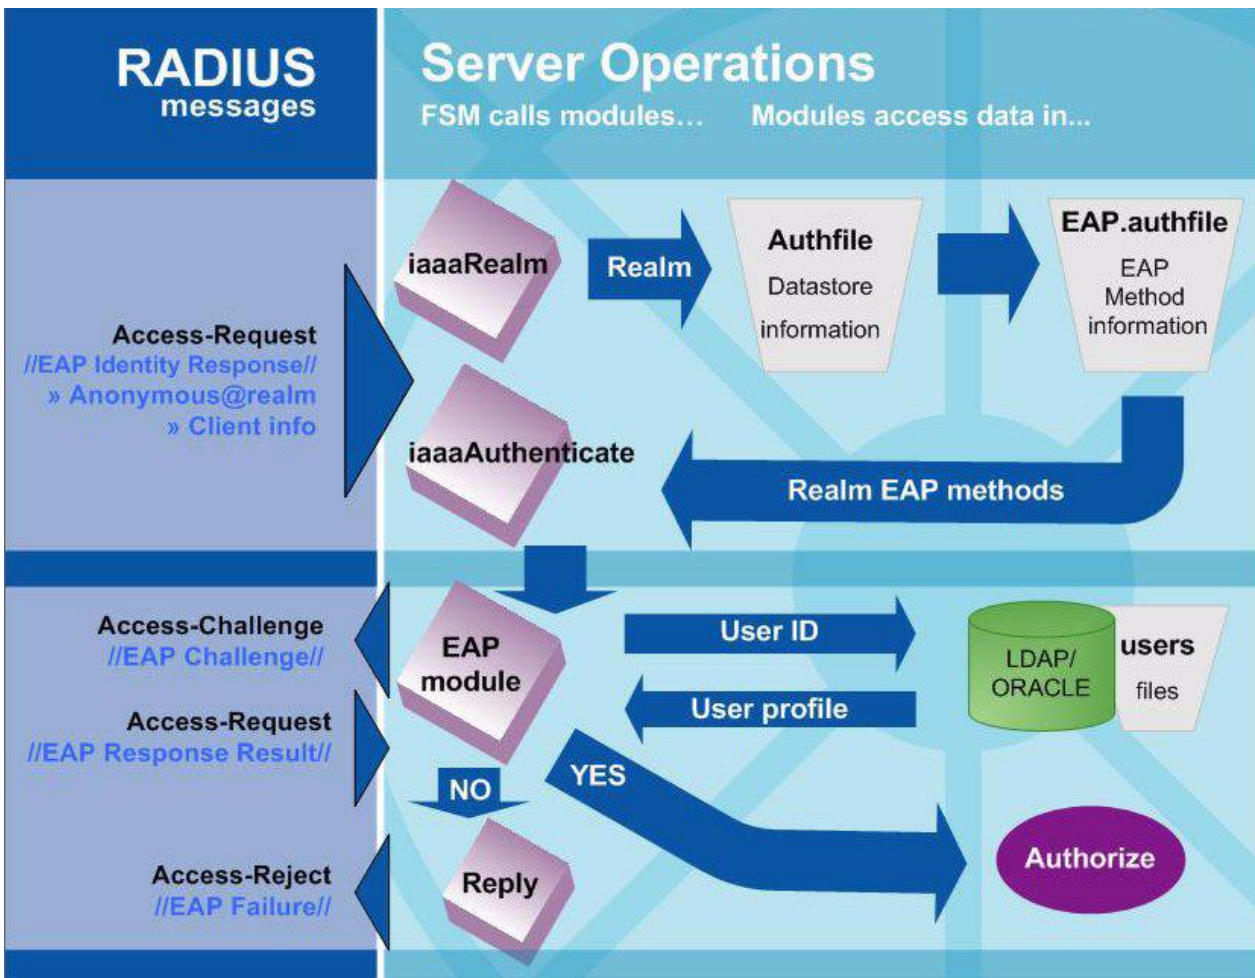 RADIUS
messages
Server Operations
FSM calls modules… Modules access data in...
Access-Request
//EAP Identity Response//
» Anonymous@realm
» Client info
iaaaRealm
Realm
Authfile
Datastore
information
EAP.authfile
EAP
Method
information
iaaaAuthenticate
Realm EAP methods
Access-Challenge
//EAP Challenge//
Access-Request
//EAP Response Result//
EAP
module
User ID
User profile
LDAP/
ORACLE
users
files
NO
YES
Access-Reject
//EAP Failure//
Reply
Authorize